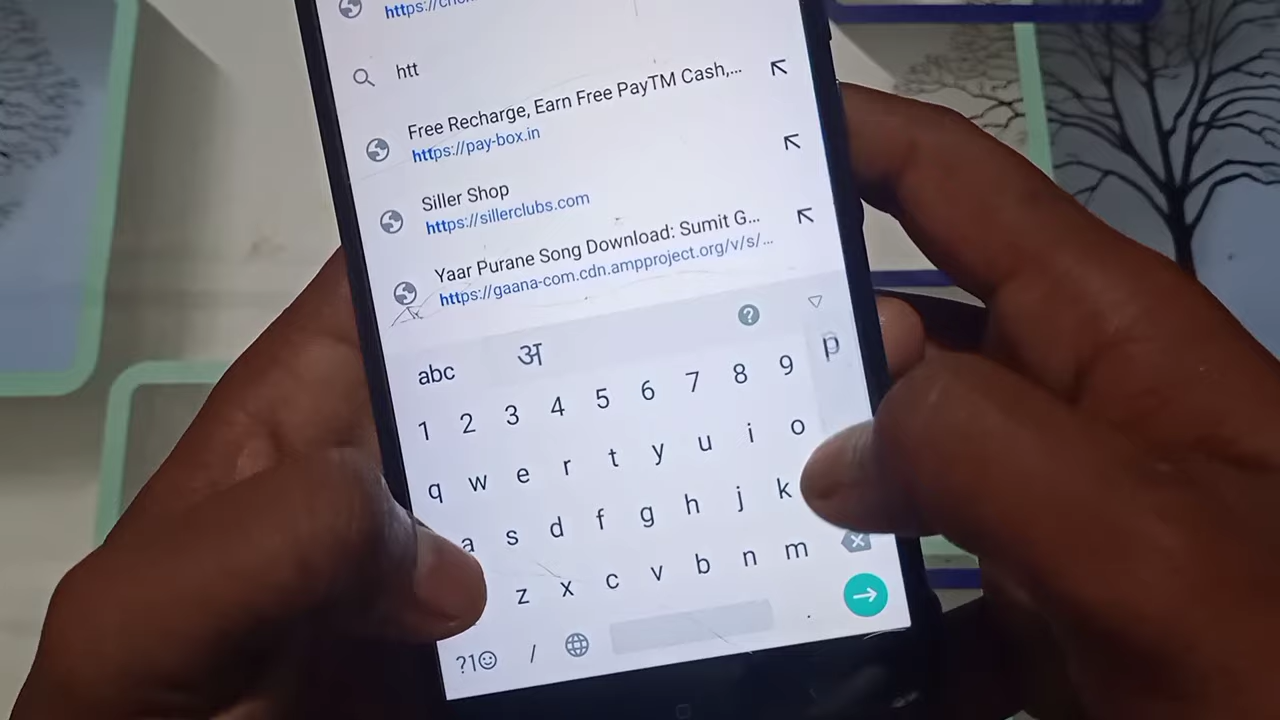 htt
Free Recharge, Earn Free PayTM Cash,...
https://pay-box.in
Siller Shop
https://sillerclubs.com
Yaar Purane Song Download: Sumit G...
https://gaana-com.cdn.ampproject.org/v/s/...
abc अ ?
1 2 3 4 5 6 7 8 9 p
q w e r t y u i o
a s d f g h j k
z x c v b n m
?1 / .